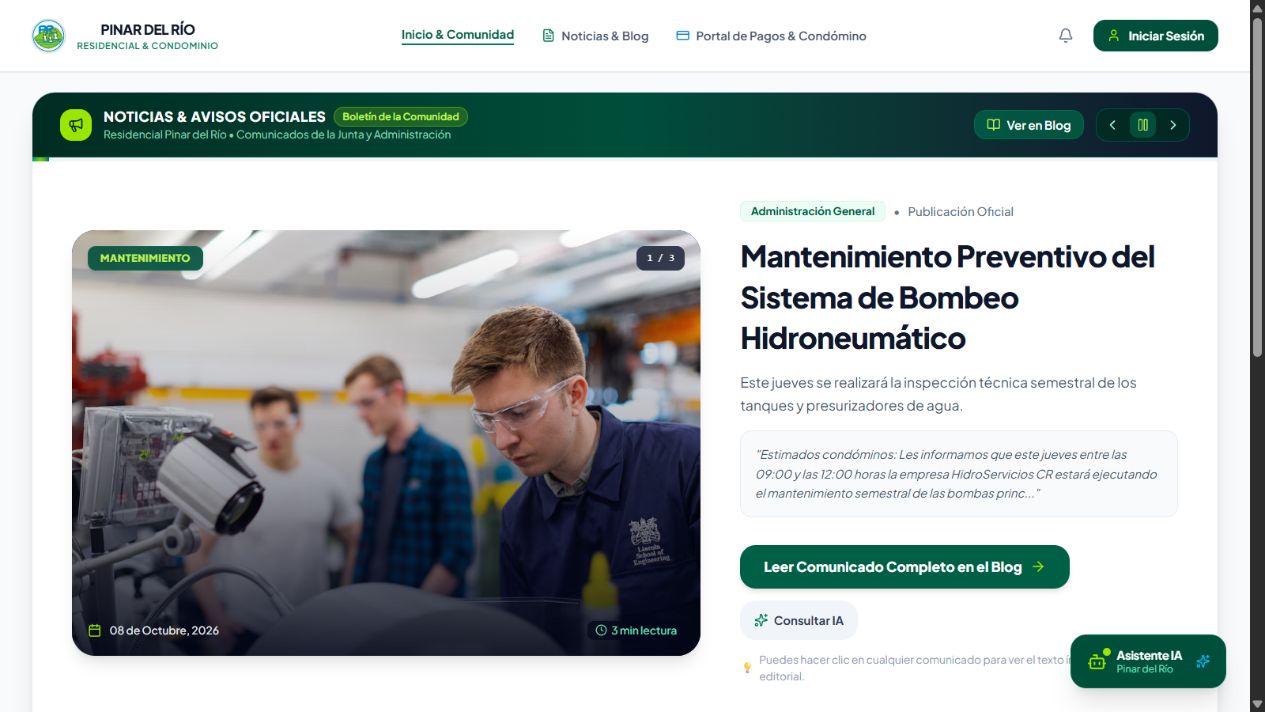 PINAR DEL RÍO
RESIDENCIAL & CONDOMINIO
Inicio & Comunidad
Noticias & Blog
Portal de Pagos & Condómino
Iniciar Sesión
NOTICIAS & AVISOS OFICIALES
Boletín de la Comunidad
Residencial Pinar del Río • Comunicados de la Junta y Administración
Ver en Blog
MANTENIMIENTO
1 / 3
Lincoln
School of
Engineering
08 de Octubre, 2026
3 min lectura
Administración General
• Publicación Oficial
Mantenimiento Preventivo del
Sistema de Bombeo
Hidroneumático
Este jueves se realizará la inspección técnica semestral de los
tanques y presurizadores de agua.
"Estimados condóminos: Les informamos que este jueves entre las
09:00 y las 12:00 horas la empresa HidroServicios CR estará ejecutando
el mantenimiento semestral de las bombas princ..."
Leer Comunicado Completo en el Blog
Consultar IA
Puedes hacer clic en cualquier comunicado para ver el texto
editorial.
Asistente IA
Pinar del Río